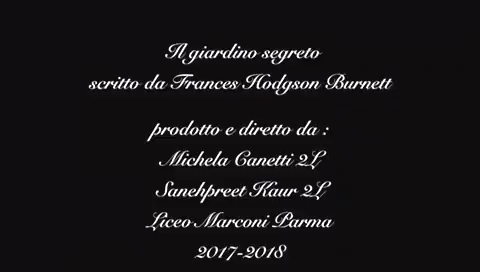 Il giardino segreto
scritto da Frances Hodgson Burnett
prodotto e diretto da :
Michela Canetti 2L
Sanehpreet Kaur 2L
Liceo Marconi Parma
2017-2018